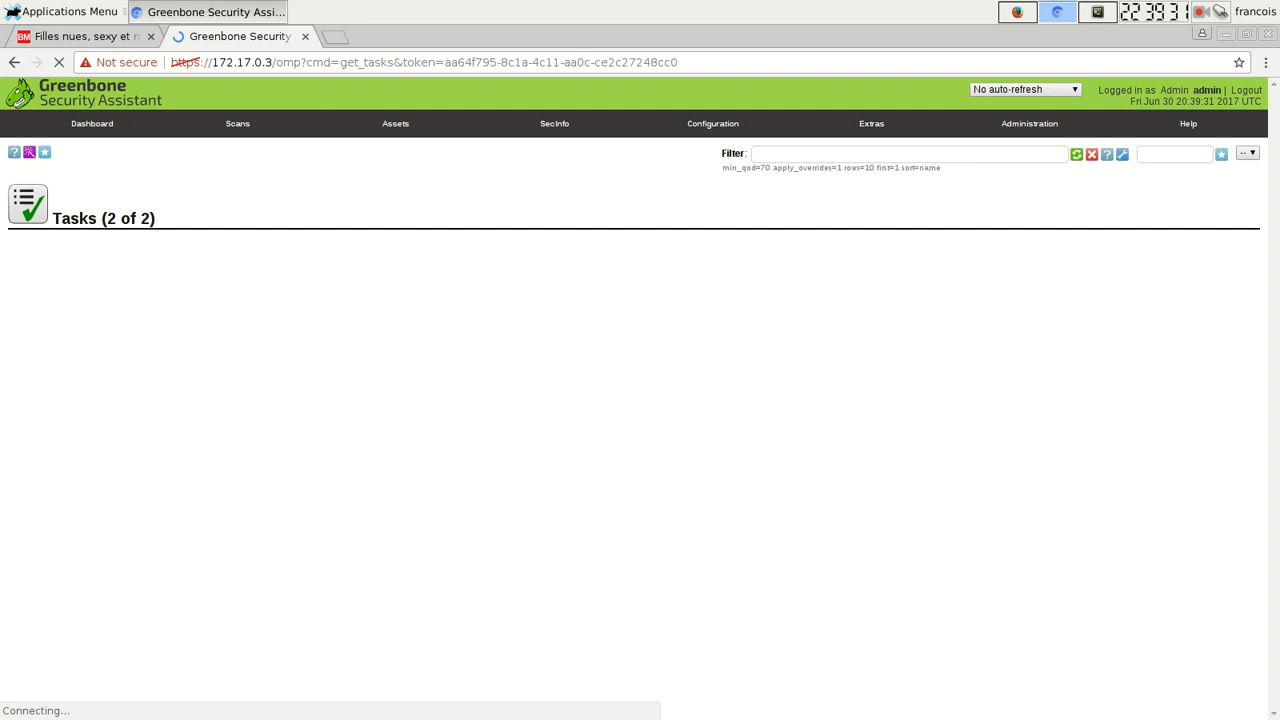 Applications Menu
Greenbone Security Assi...
22:39:31
francois
Filles nues, sexy et n
Greenbone Security
Not secure
https://172.17.0.3/omp?cmd=get_tasks&token=aa64f795-8c1a-4c11-aa0c-ce2c27248cc0
Greenbone
Security Assistant
No auto-refresh
Logged in as Admin admin | Logout
Fri Jun 30 20:39:31 2017 UTC
Dashboard
Scans
Assets
SecInfo
Configuration
Extras
Administration
Help
Filter:
--
min_qod=70 apply_overrides=1 rows=10 first=1 sort=name
Tasks (2 of 2)
Connecting...